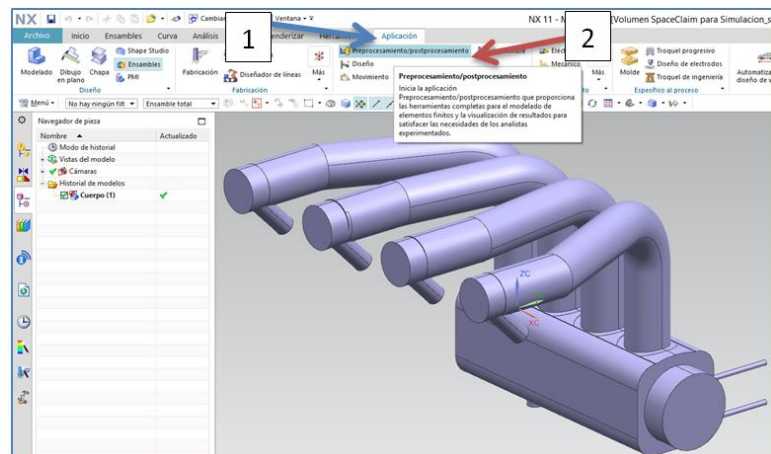 NX
Cambiar
Ventana
NX 11 - M
[Volumen SpaceClaim para Simulacion_s
1
2
Archivo Inicio Ensambles Curva Análisis enderizar Herra Aplicación
Modelado
Dibujo en plano
Chapa
Shape Studio
Ensambles
PMI
Diseño
Fabricación
Diseñador de líneas
Más
Fabricación
Preprocesamiento/postprocesamiento
Diseño
Movimiento
Eléc
Mecánico
Más
Molde
Troquel progresivo
Diseño de electrodos
Troquel de ingeniería
Específico al proceso
Automatiza
diseño de v
Menú
No hay ningún filt
Ensamble total
Preprocesamiento/postprocesamiento
Inicia la aplicación
Preprocesamiento/postprocesamiento que proporciona
las herramientas completas para el modelado de
elementos finitos y la visualización de resultados para
satisfacer las necesidades de los analistas
experimentados.
Navegador de pieza
Nombre Actualizado
Modo de historial
Vistas del modelo
Cámaras
Historial de modelos
Cuerpo (1)
ZC
XC